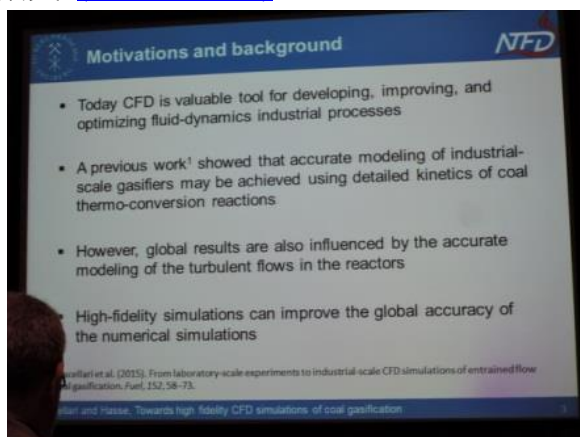 Motivations and background
NTFD
▪ Today CFD is valuable tool for developing, improving, and
optimizing fluid-dynamics industrial processes
▪ A previous work¹ showed that accurate modeling of industrial-
scale gasifiers may be achieved using detailed kinetics of coal
thermo-conversion reactions
▪ However, global results are also influenced by the accurate
modeling of the turbulent flows in the reactors
High-fidelity simulations can improve the global accuracy of
the numerical simulations
et al. (2015). From laboratory-scale experiments to industrial-scale CFD simulations of entrained flow
gasification. Fuel, 152, 58–73.
and Hasse, Towards high fidelity CFD simulations of coal gasification
3